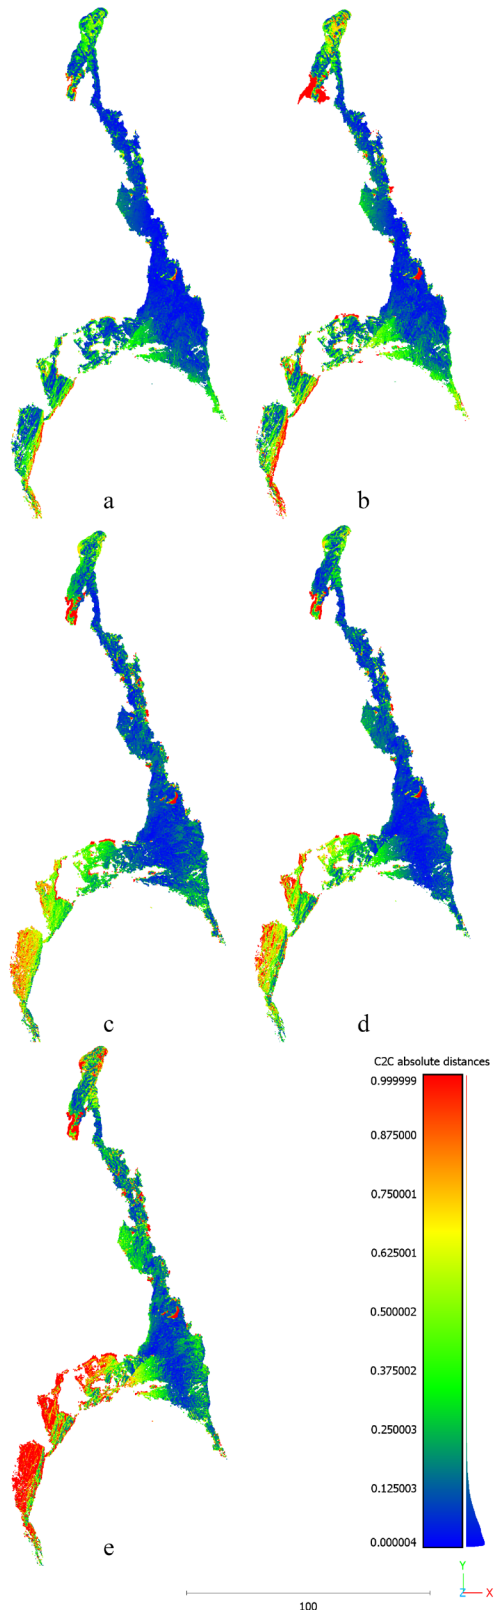 a
b
c
d
C2C absolute distances
0.999999
0.875000
0.750001
0.625001
0.500002
0.375002
0.250003
0.125003
0.000004
e
Y
Z X
100